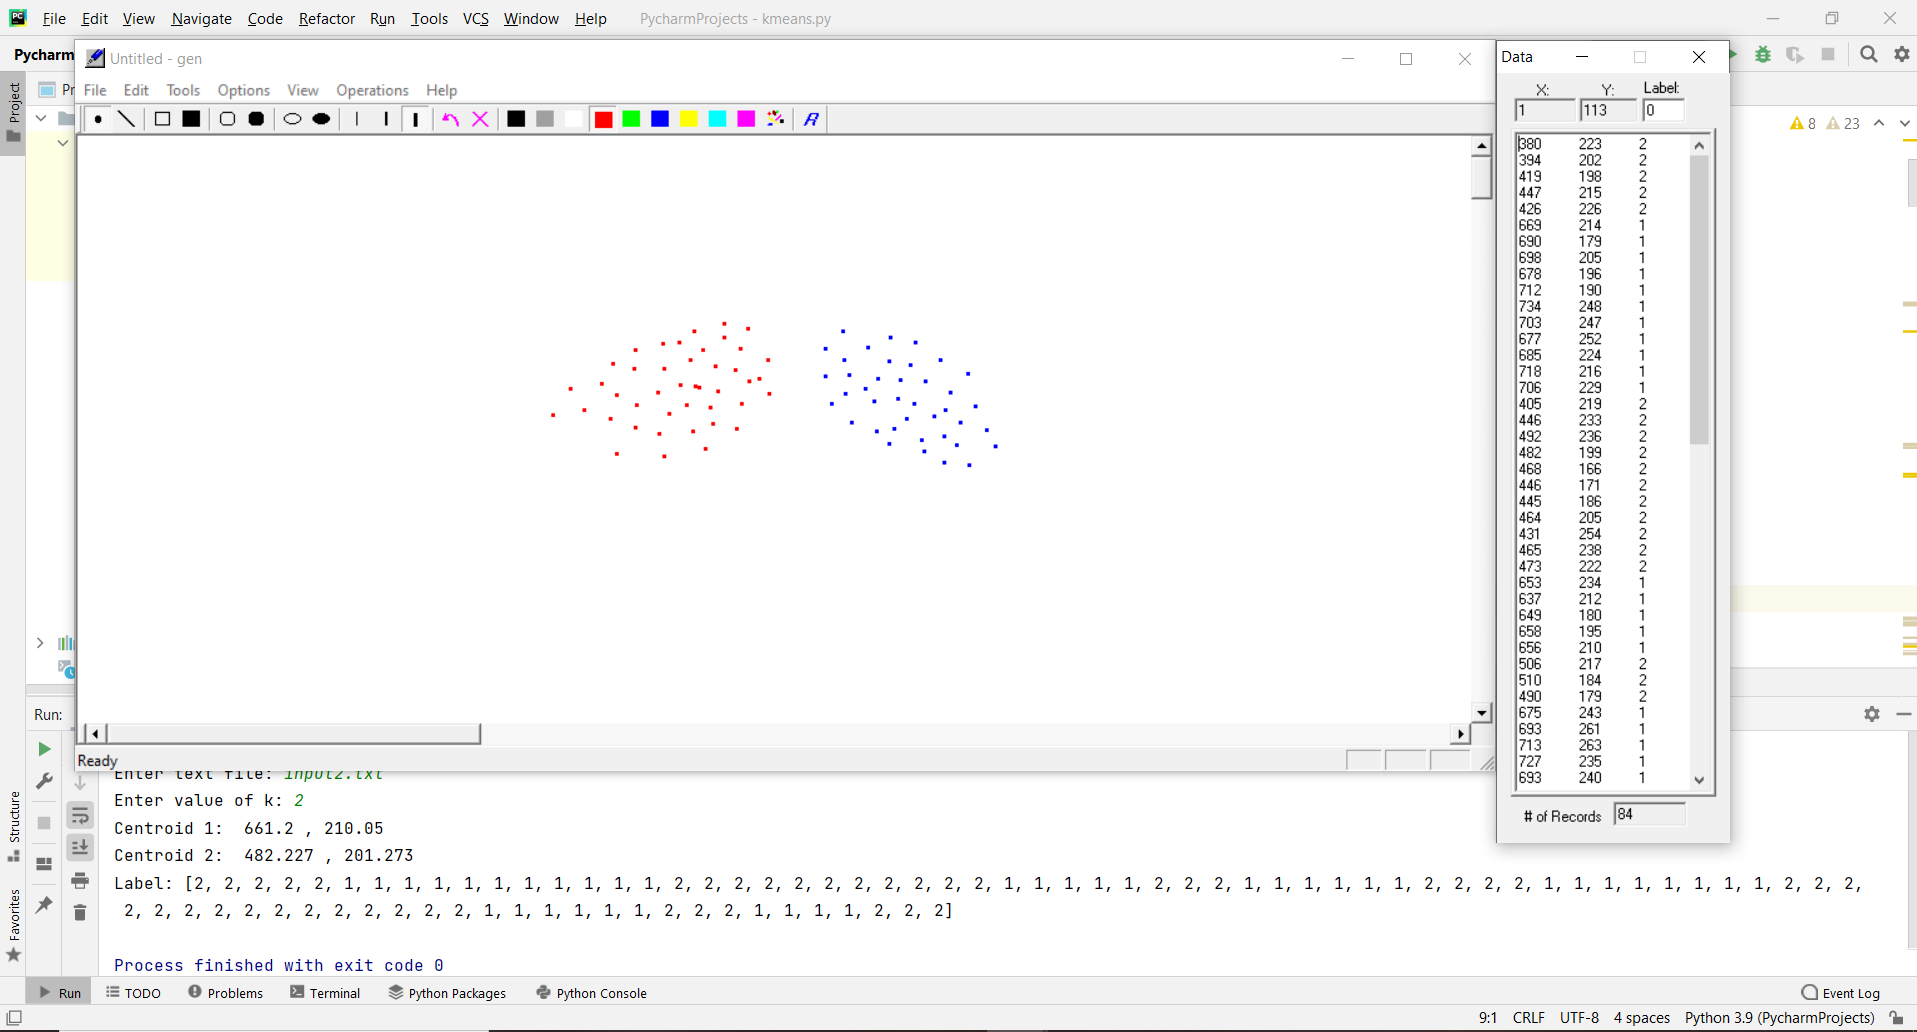 File Edit View Navigate Code Refactor Run Tools VCS Window Help PycharmProjects - kmeans.py
Pycharm
Project
Pr
8 23
Untitled - gen
File Edit Tools Options View Operations Help
R
Ready
Data
X: Y: Label:
1 113 0
380 223 2
394 202 2
419 198 2
447 215 2
426 226 2
669 214 1
690 179 1
698 205 1
678 196 1
712 190 1
734 248 1
703 247 1
677 252 1
685 224 1
718 216 1
706 229 1
405 219 2
446 233 2
492 236 2
482 199 2
468 166 2
446 171 2
445 186 2
464 205 2
431 254 2
465 238 2
473 222 2
653 234 1
637 212 1
649 180 1
658 195 1
656 210 1
506 217 2
510 184 2
490 179 2
675 243 1
693 261 1
713 263 1
727 235 1
693 240 1
# of Records 84
Run:
Structure
Favorites
Enter text file: input2.txt
Enter value of k: 2
Centroid 1: 661.2 , 210.05
Centroid 2: 482.227 , 201.273
Label: [2, 2, 2, 2, 2, 1, 1, 1, 1, 1, 1, 1, 1, 1, 1, 1, 2, 2, 2, 2, 2, 2, 2, 2, 2, 2, 2, 1, 1, 1, 1, 1, 2, 2, 2, 1, 1, 1, 1, 1, 1, 2, 2, 2, 2, 1, 1, 1, 1, 1, 1, 1, 1, 2, 2, 2,
2, 2, 2, 2, 2, 2, 2, 2, 2, 2, 2, 2, 1, 1, 1, 1, 1, 1, 2, 2, 2, 1, 1, 1, 1, 2, 2, 2]
Process finished with exit code 0
Run TODO Problems Terminal Python Packages Python Console Event Log
9:1 CRLF UTF-8 4 spaces Python 3.9 (PycharmProjects)